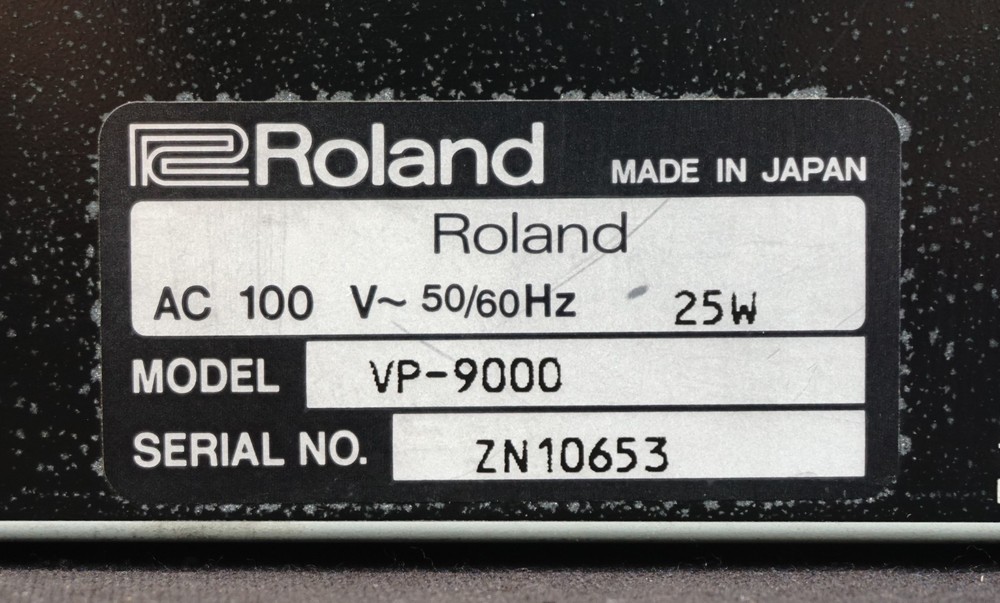 Roland MADE IN JAPAN
Roland
AC 100 V~ 50/60Hz 25W
MODEL VP-9000
SERIAL NO. ZN10653